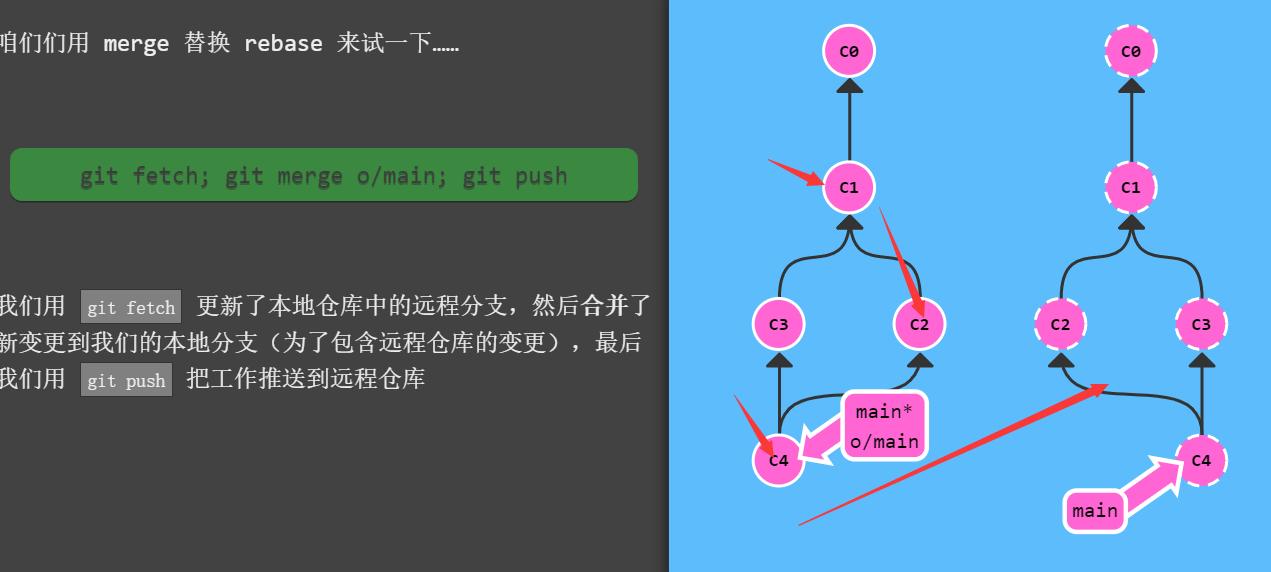 咱们们用 merge 替换 rebase 来试一下……
git fetch; git merge o/main; git push
我们用 git fetch 更新了本地仓库中的远程分支，然后合并了
新变更到我们的本地分支（为了包含远程仓库的变更），最后
我们用 git push 把工作推送到远程仓库
C0
C1
C3
C2
C4
main*
o/main
C0
C1
C2
C3
C4
main